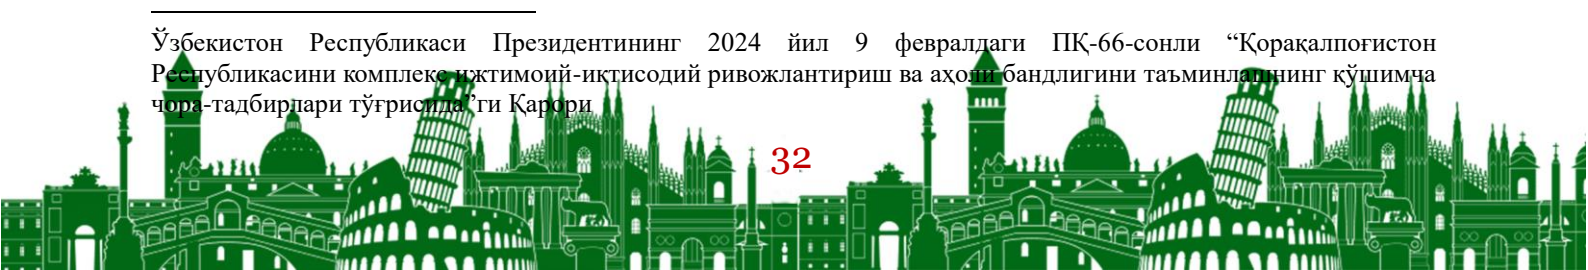 Ўзбекистон Республикаси Президентининг 2024 йил 9 февралдаги ПҚ-66-сонли “Қорақалпоғистон
Республикасини комплекс ижтимоий-иқтисодий ривожлантириш ва аҳоли бандлигини таъминлашнинг қўшимча
чора-тадбирлари тўғрисида”ги Қарори
32